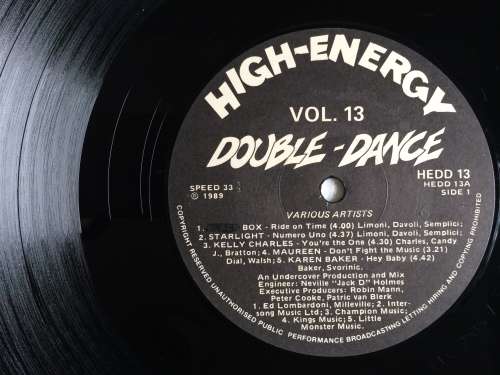 HIGH-ENERGY
VOL. 13
DOUBLE-DANCE
HEDD 13
HEDD 13A
SIDE 1
SPEED 33
℗ 1989
VARIOUS ARTISTS
1. BOX - Ride on Time (4.00) Limoni, Davoli, Semplici;
2. STARLIGHT - Numero Uno (4.37) Limoni, Davoli, Semplici;
3. KELLY CHARLES - You're the One (4.30) Charles, Candy
J., Bratton; 4. MAUREEN - Don't Fight the Music (3.21)
Dial, Walsh; 5. KAREN BAKER - Hey Baby (4.42)
Baker, Svorinic.
An Undercover Production and Mix
Engineer: Neville "Jack D" Holmes
Executive Producers: Robin Mann,
Peter Cooke, Patric van Blerk
1. Ed Lombardoni, Milleville; 2. Inter-
song Music Ltd; 3. Champion Music;
4. Kings Music; 5. Little
Monster Music.
COPYRIGHT RESERVED UNAUTHORISED PUBLIC PERFORMANCE BROADCASTING LETTING HIRING AND COPYING PROHIBITED